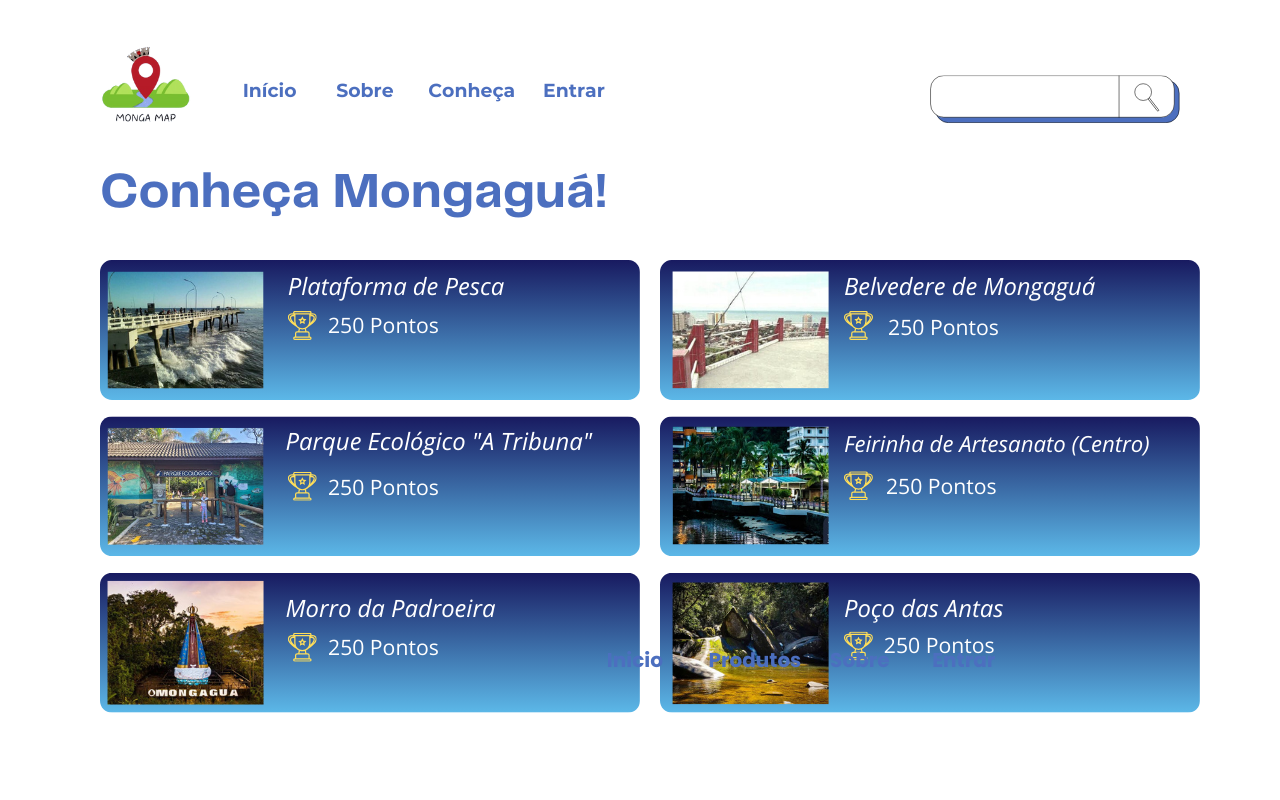 MONGA MAP
Início Sobre Conheça Entrar
Conheça Mongaguá!
Plataforma de Pesca
250 Pontos
Belvedere de Mongaguá
250 Pontos
Parque Ecológico "A Tribuna"
250 Pontos
PARQUE ECOLÓGICO
Feirinha de Artesanato (Centro)
250 Pontos
Morro da Padroeira
250 Pontos
MONGAGUA
Poço das Antas
250 Pontos
Início Produtos Sobre Entrar